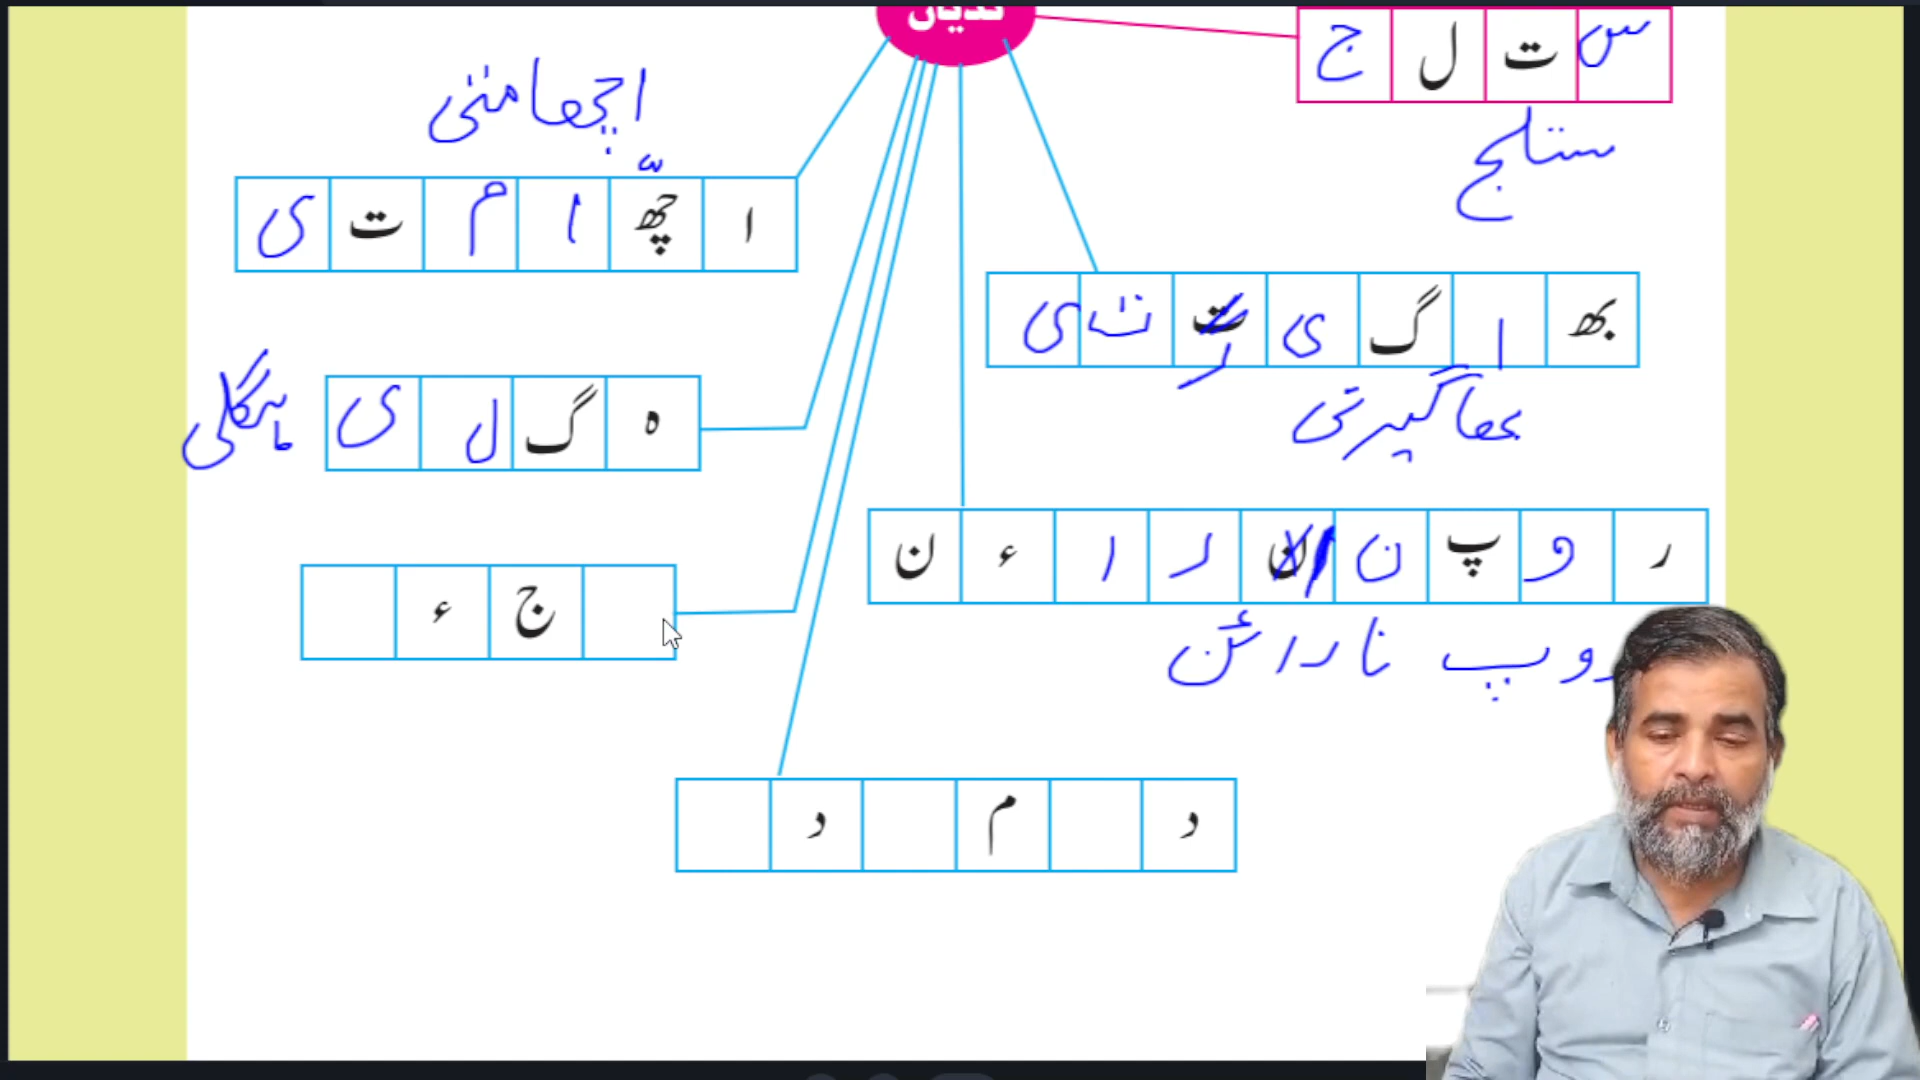 ندیاں
س ت ل ج
ستلج
اچھامتی
ا چھّ ا م ت ی
بھ ا گ ی ت ت ی
ر
بھاگیرتی
ہ گ ل ی
ہگلی
ر و پ ن ن ر ا ء ن
روپ نارائن
ج ء
د م د